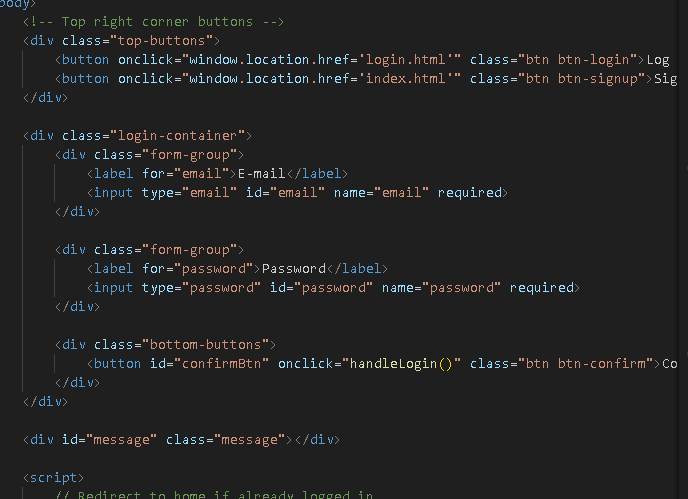 body>
<!-- Top right corner buttons -->
<div class="top-buttons">
<button onclick="window.location.href='login.html'" class="btn btn-login">Log
<button onclick="window.location.href='index.html'" class="btn btn-signup">Sig
</div>
<div class="login-container">
<div class="form-group">
<label for="email">E-mail</label>
<input type="email" id="email" name="email" required>
</div>
<div class="form-group">
<label for="password">Password</label>
<input type="password" id="password" name="password" required>
</div>
<div class="bottom-buttons">
<button id="confirmBtn" onclick="handleLogin()" class="btn btn-confirm">Co
</div>
</div>
<div id="message" class="message"></div>
<script>
// Redirect to home if already logged in